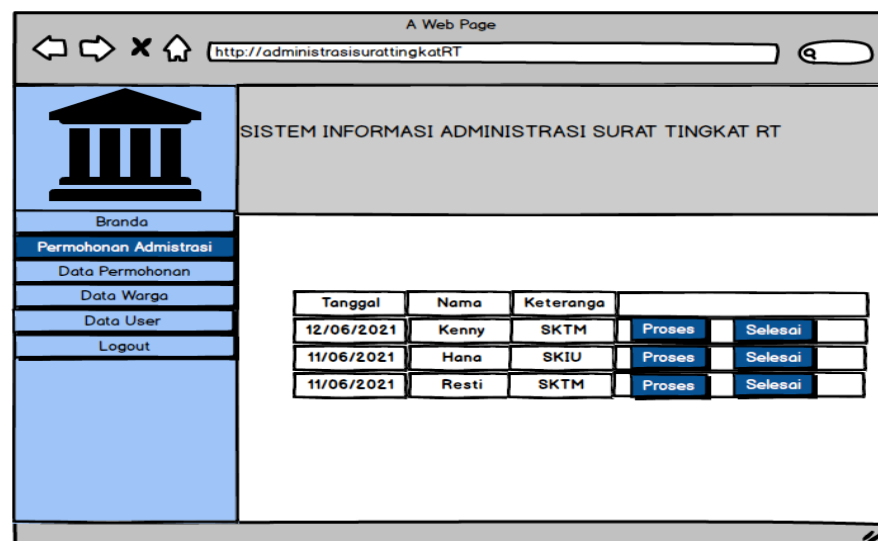 A Web Page
http://administrasisurattingkatRT
SISTEM INFORMASI ADMINISTRASI SURAT TINGKAT RT
Branda
Permohonan Admistrasi
Data Permohonan
Data Warga
Data User
Logout
Tanggal Nama Keteranga
12/06/2021 Kenny SKTM Proses Selesai
11/06/2021 Hana SKIU Proses Selesai
11/06/2021 Resti SKTM Proses Selesai